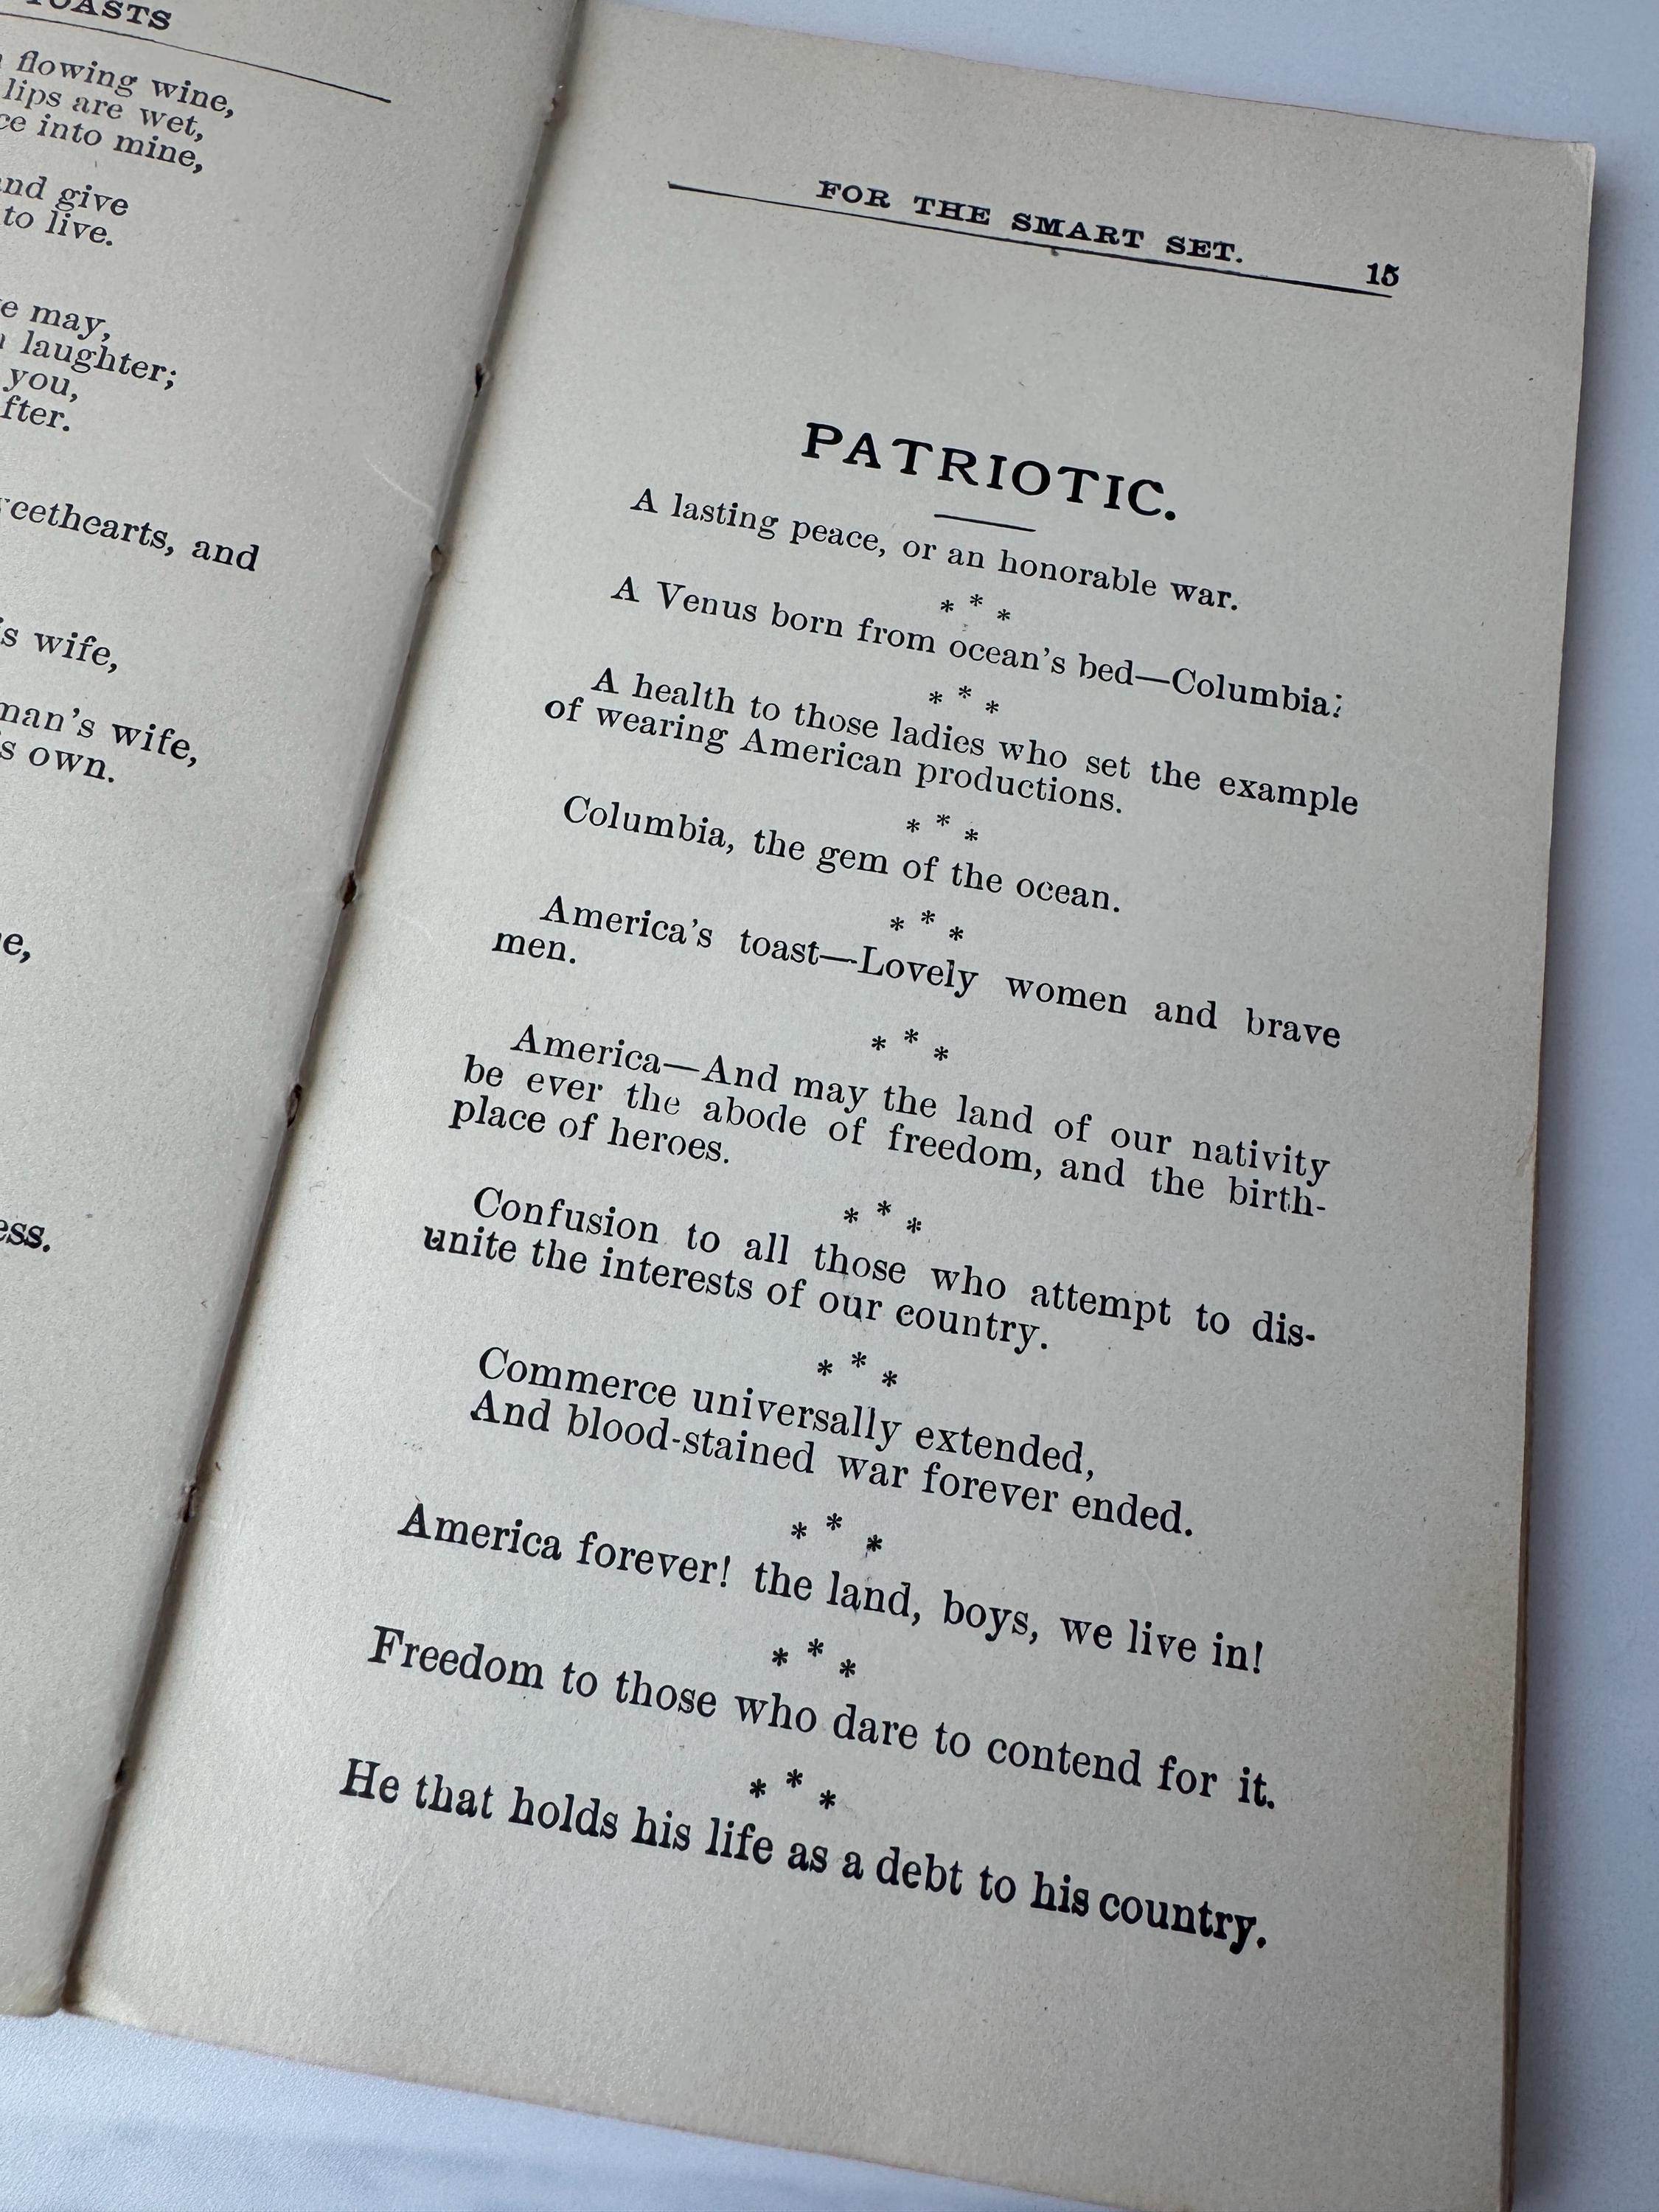 TOASTS
flowing wine,
lips are wet,
into mine,
and give
to live.
may,
laughter;
you,
and
wife,
man's wife,
own.
FOR THE SMART SET.
15
PATRIOTIC.
A lasting peace, or an honorable war.
* * *
A Venus born from ocean's bed—Columbia:
* * *
A health to those ladies who set the example
of wearing American productions.
* * *
Columbia, the gem of the ocean.
* * *
America's toast—Lovely women and brave
men.
* * *
America—And may the land of our nativity
be ever the abode of freedom, and the birth-
place of heroes.
* * *
Confusion to all those who attempt to dis-
unite the interests of our country.
* * *
Commerce universally extended,
And blood-stained war forever ended.
* * *
America forever! the land, boys, we live in!
* * *
Freedom to those who dare to contend for it.
* * *
He that holds his life as a debt to his country.